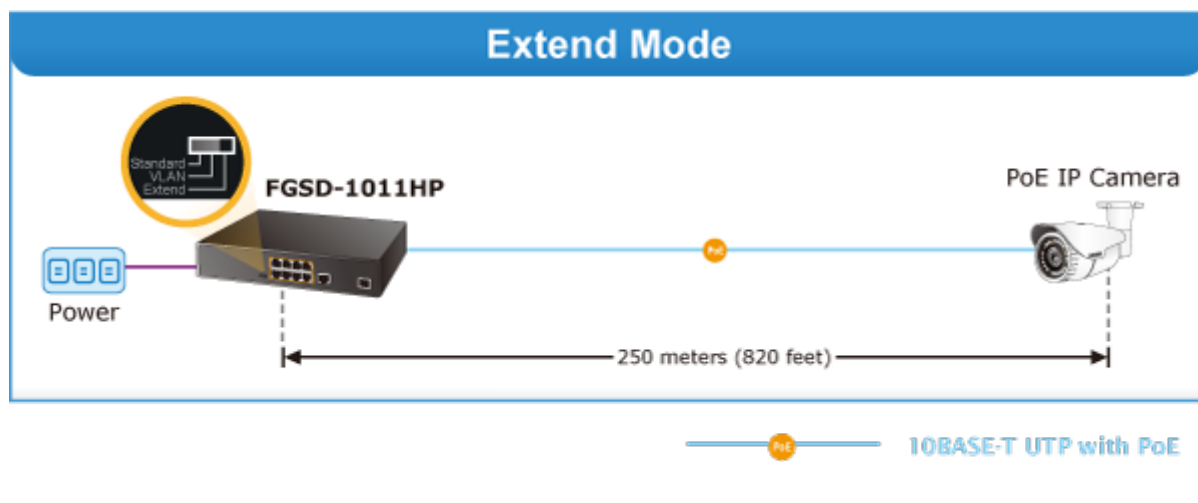 Extend Mode
Standard
VLAN
Extend
FGSD-1011HP
PoE IP Camera
PoE
Power
250 meters (820 feet)
PoE
10BASE-T UTP with PoE